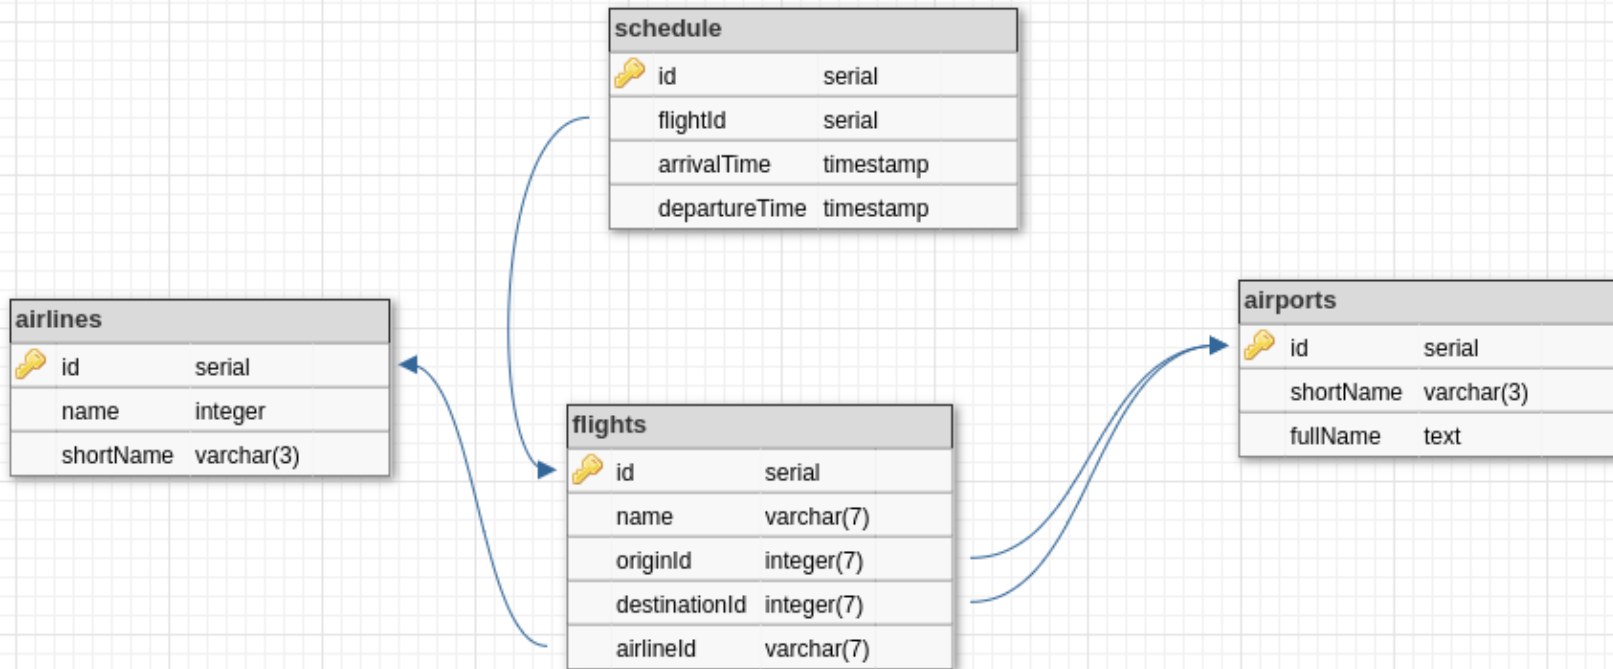 schedule
id serial
flightId serial
arrivalTime timestamp
departureTime timestamp
airlines
id serial
name integer
shortName varchar(3)
flights
id serial
name varchar(7)
originId integer(7)
destinationId integer(7)
airlineId varchar(7)
airports
id serial
shortName varchar(3)
fullName text